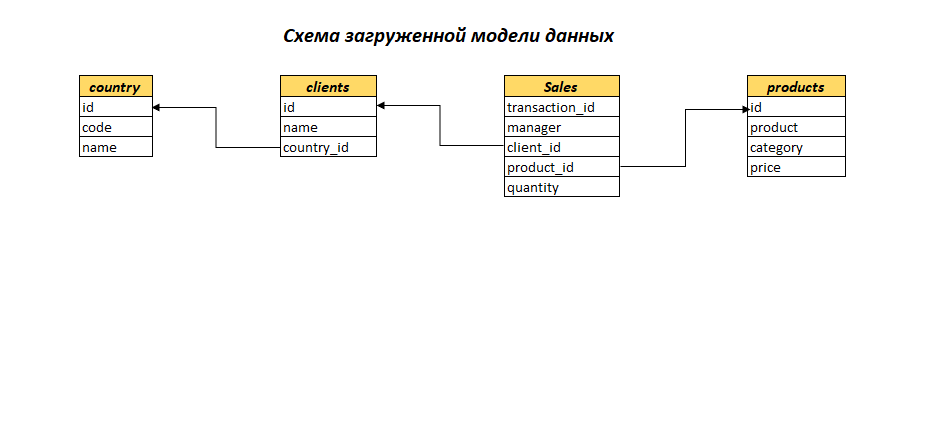 Схема загруженной модели данных
country
id
code
name
clients
id
name
country_id
Sales
transaction_id
manager
client_id
product_id
quantity
products
id
product
category
price